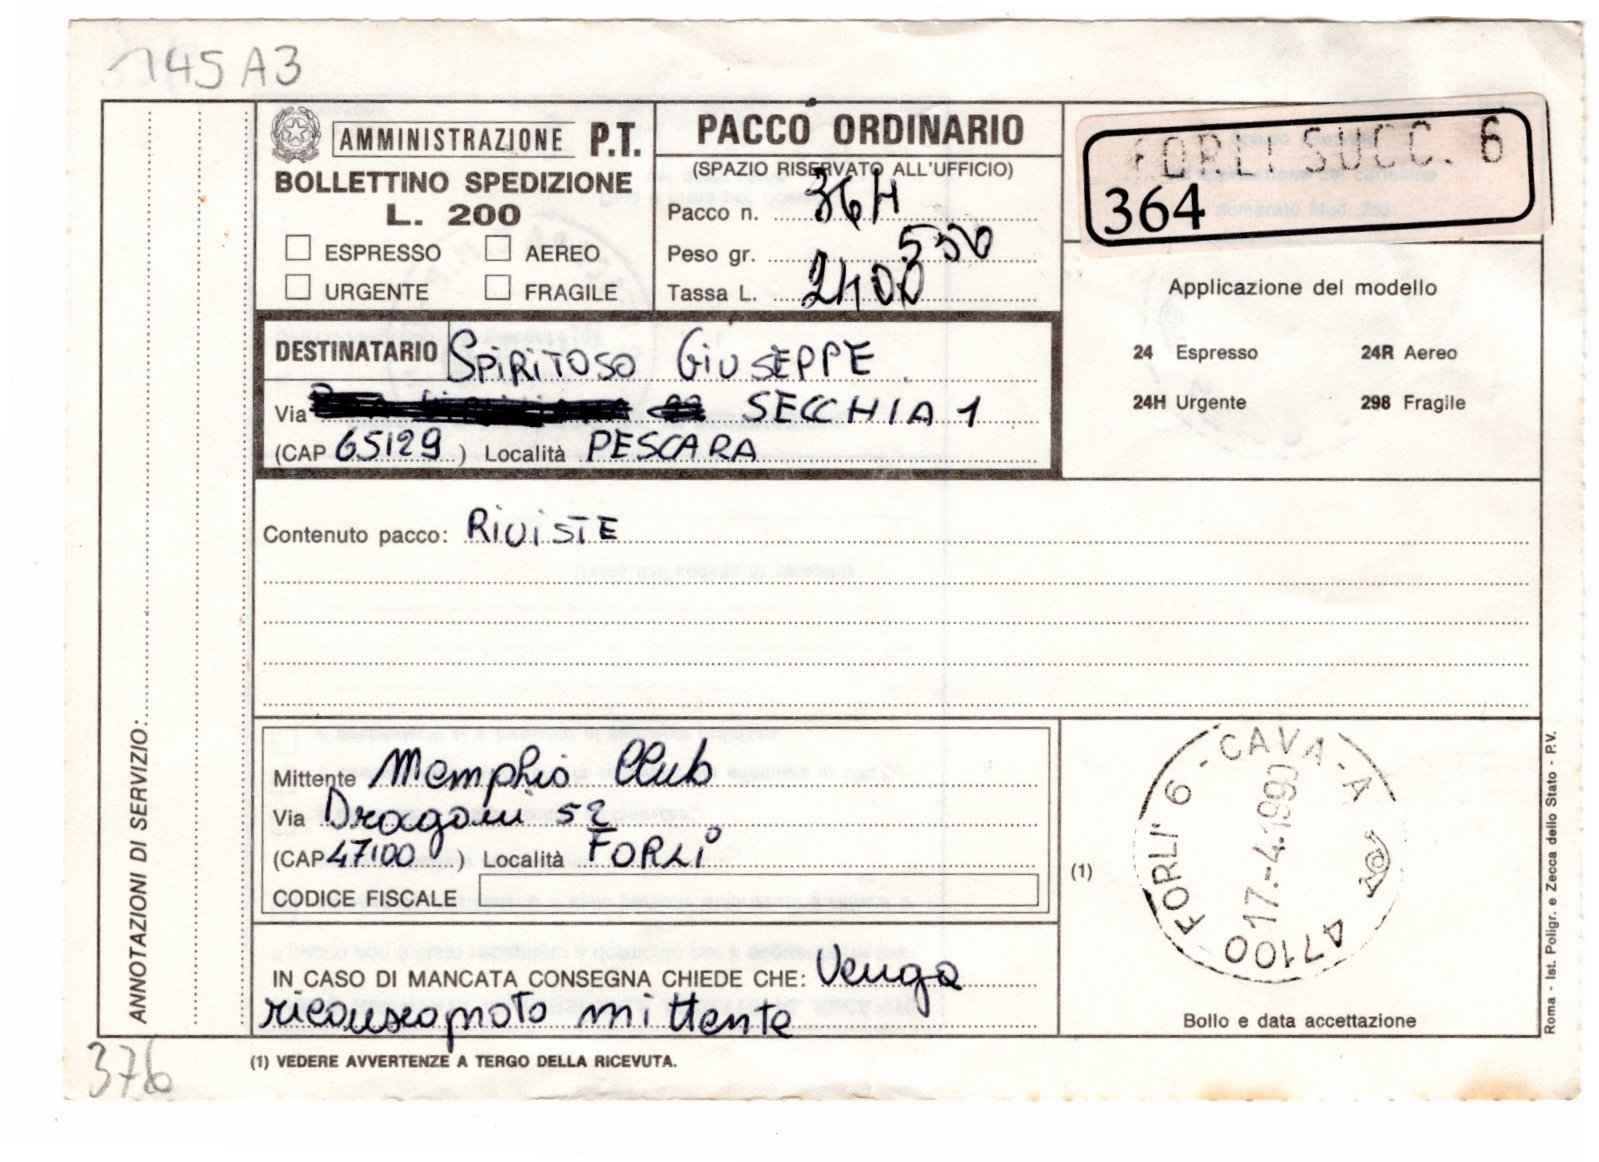 145 A3
AMMINISTRAZIONE P.T.
BOLLETTINO SPEDIZIONE
L. 200
ESPRESSO AEREO
URGENTE FRAGILE
PACCO ORDINARIO
(SPAZIO RISERVATO ALL'UFFICIO)
Pacco n. 364
Peso gr. 550
Tassa L. 2400
FORLI SUCC. 6
364
Applicazione del modello
24 Espresso 24R Aereo
24H Urgente 298 Fragile
DESTINATARIO SPIRITOSO GIUSEPPE
Via SECCHIA 1
(CAP 65129 ) Località PESCARA
Contenuto pacco: RIVISTE
ANNOTAZIONI DI SERVIZIO:
Mittente Memphis Club
Via Dragoni 52
(CAP 47100 ) Località FORLI'
CODICE FISCALE
IN CASO DI MANCATA CONSEGNA CHIEDE CHE: Venga
riconsegnato mittente
(1)
47100 FORLI' 6 - CAVA - A
17.-4.1990
Bollo e data accettazione
Roma - Ist. Poligr. e Zecca dello Stato - P.V.
376
(1) VEDERE AVVERTENZE A TERGO DELLA RICEVUTA.